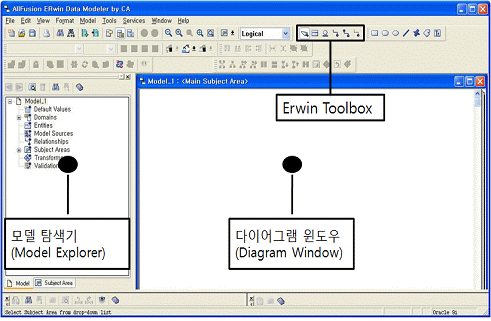 AllFusion ERwin Data Modeler by CA
File Edit View Format Model Tools Services Window Help
Logical
Model_1 : <Main Subject Area>
Erwin Toolbox
Model_1
Default Values
Domains
Entities
Model Sources
Relationships
Subject Areas
Transforma
Validation
모델 탐색기
(Model Explorer)
다이어그램 윈도우
(Diagram Window)
Model
Subject Area
Select Subject Area from drop-down list
Oracle 9i